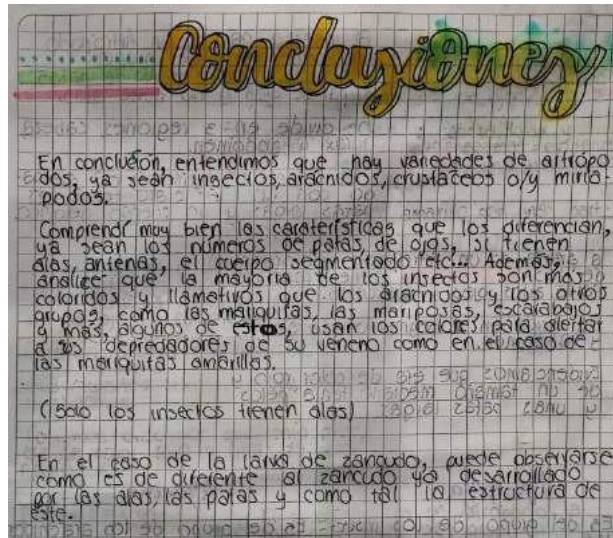 Conclusiones
En conclusión, entendimos que hay variedades de artrópo
dos, ya sean insectos, arácnidos, crustáceos o/y miria-
podos.
Comprendí muy bien las caraterísticas que los diferencian,
ya sean los números de patas, de ojos, si tienen
alas, antenas, el cuerpo segmentado etc... Además,
analicé que la mayoría de los insectos son más
coloridos y llamativos que los arácnidos y los otros
grupos, como las mariquitas, las mariposas, escarabajos
y más, algunos de estos, usan los colores para alertar
a sus depredadores de su veneno como en el caso de
las mariquitas amarillas.
(solo los insectos tienen alas)
En el caso de la larva de zancudo, puede observarse
como es de diferente al zancudo ya desarrollado
por las alas, las patas y como tal la estructura de
este.